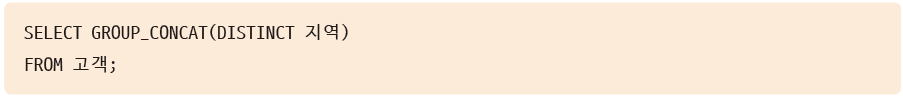 SELECT GROUP_CONCAT(DISTINCT 지역)
FROM 고객;